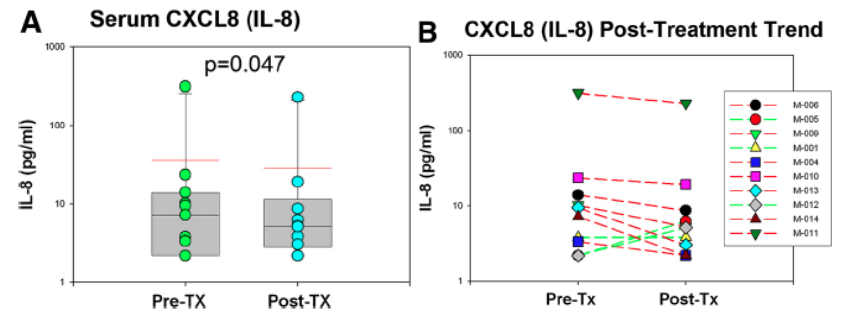 A
Serum CXCL8 (IL-8)
p=0.047
1000
100
10
1
IL-8 (pg/ml)
Pre-TX
Post-TX
B
CXCL8 (IL-8) Post-Treatment Trend
1000
100
10
1
IL-8 (pg/ml)
Pre-Tx
Post-Tx
M-006
M-005
M-009
M-001
M-004
M-010
M-013
M-012
M-014
M-011